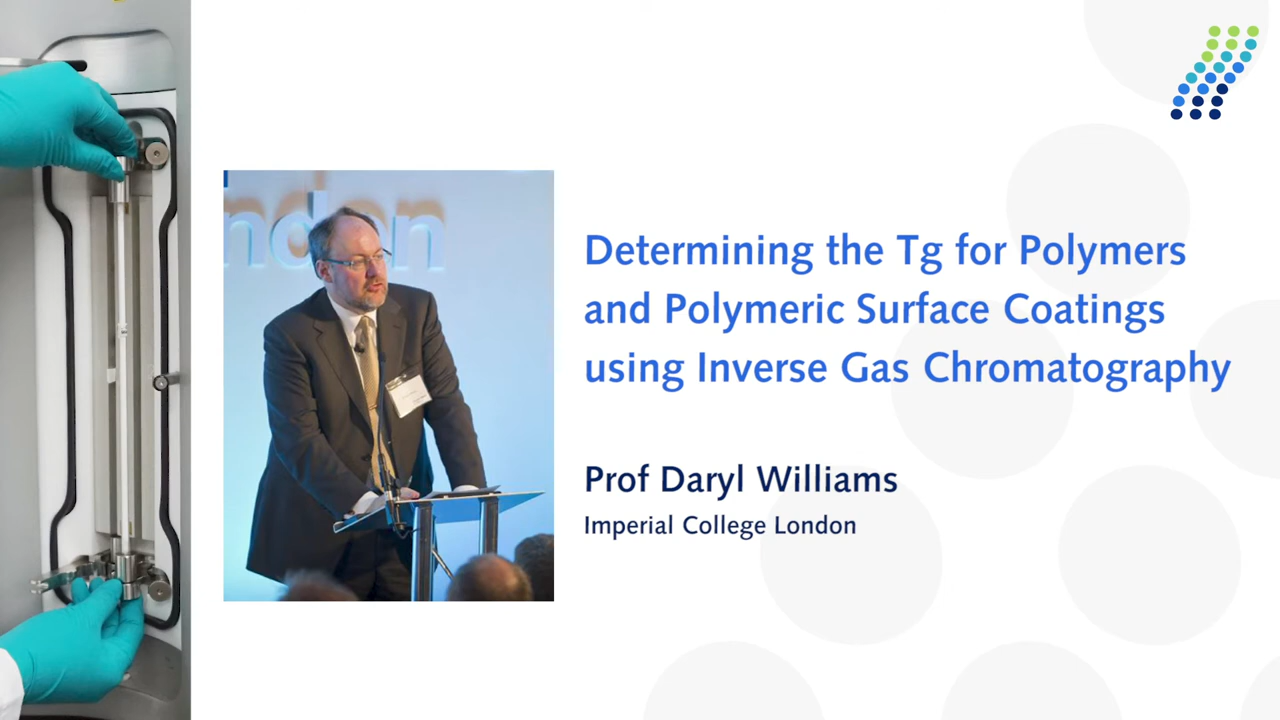 ndon
Determining the Tg for Polymers
and Polymeric Surface Coatings
using Inverse Gas Chromatography
Prof Daryl Williams
Imperial College London